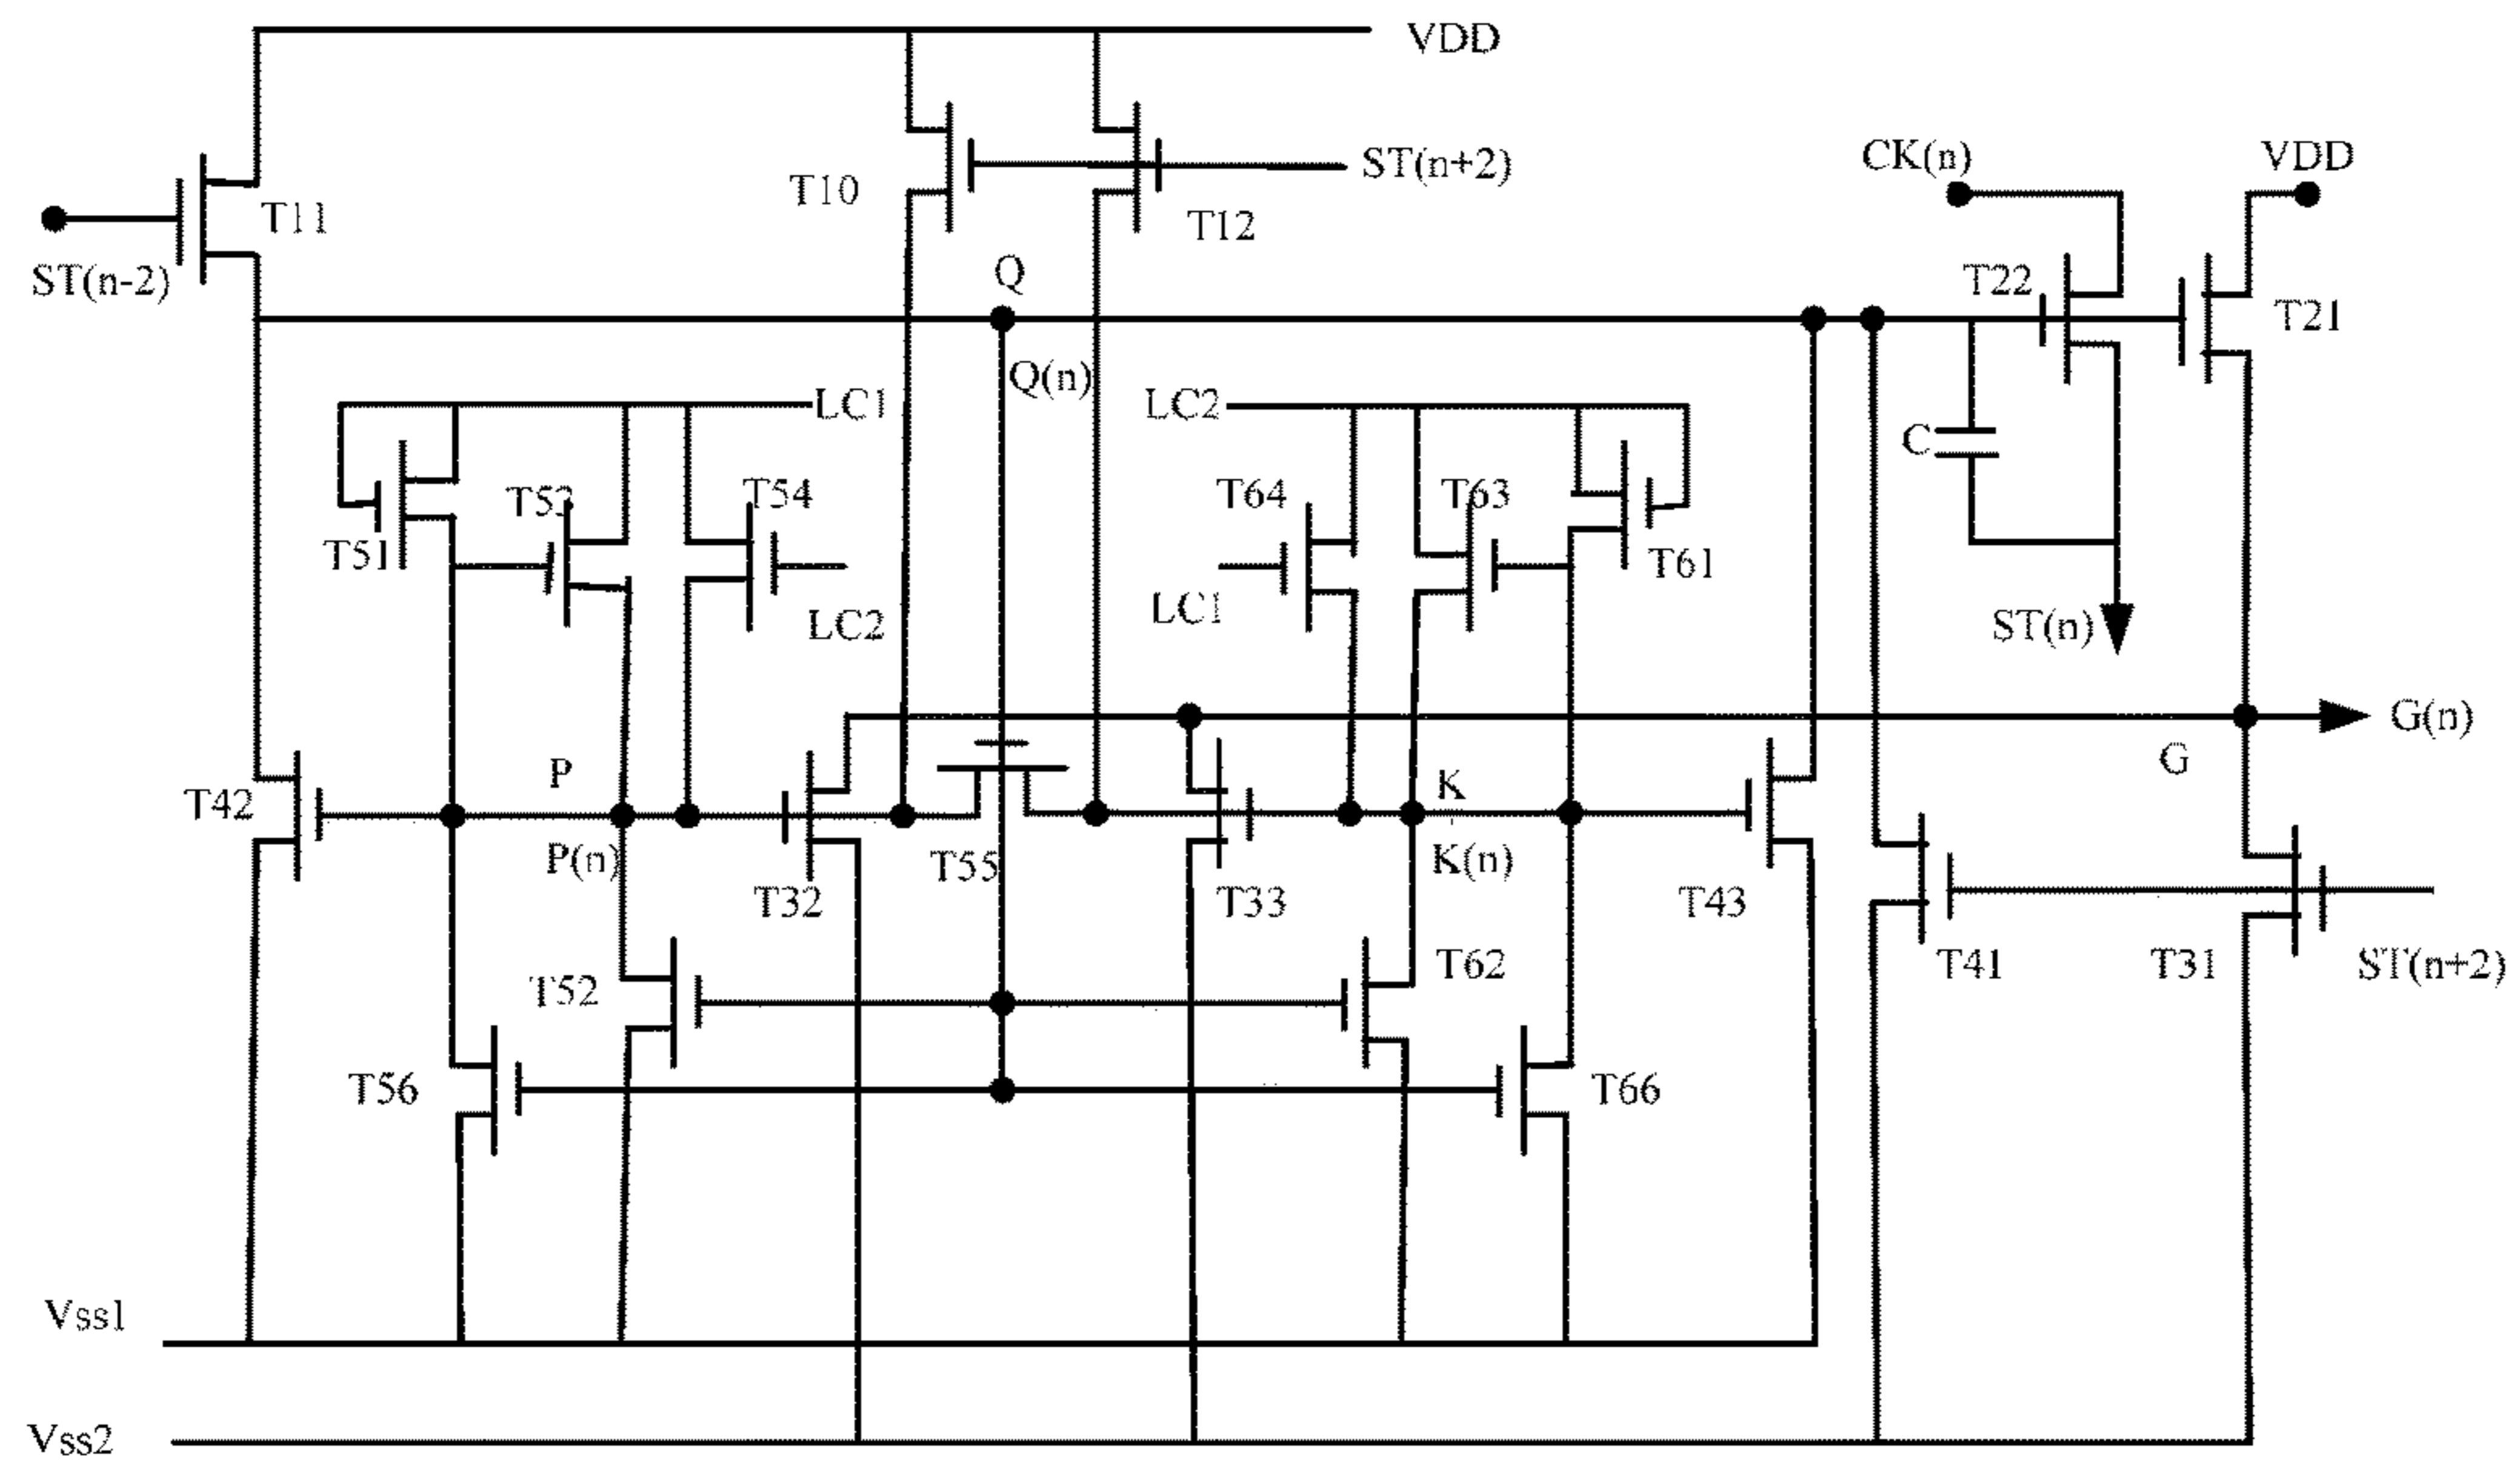 VDD
CK(n)
VDD
ST(n+2)
T10
T11
T12
ST(n-2)
Q
T22
T21
Q(n)
LC1
LC2
C
T53
T54
T64
T63
T51
T61
LC2
LC1
ST(n)
G(n)
P
K
G
T42
P(n)
T55
K(n)
T32
T33
T43
T52
T62
T41
T31
ST(n+2)
T56
T66
Vss1
Vss2